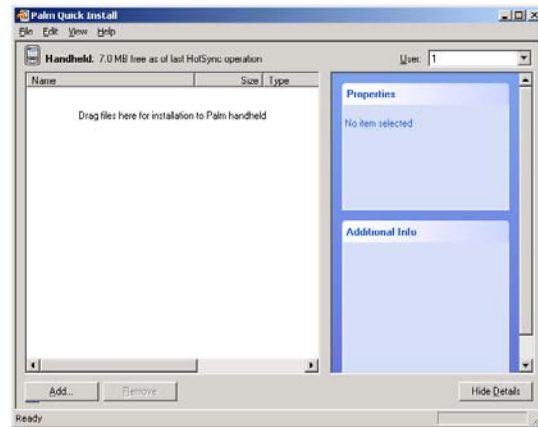 Palm Quick Install
File Edit View Help
Handheld: 7.0 MB free as of last HotSync operation
User: 1
Name Size Type
Drag files here for installation to Palm handheld
Properties
No item selected
Additional Info
Add... Remove
Hide Details
Ready